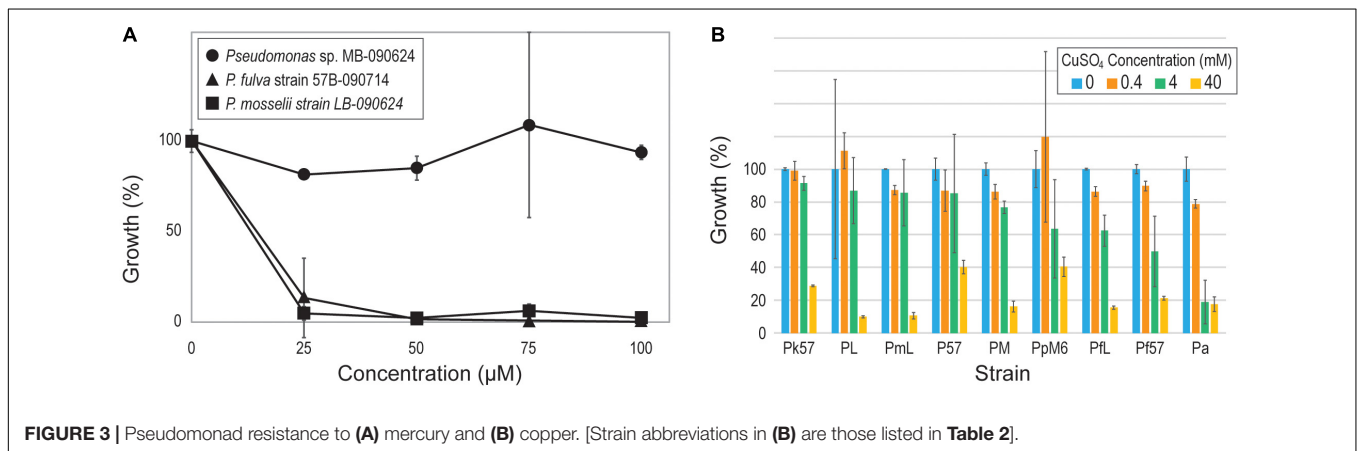 A
Pseudomonas sp. MB-090624
P. fulva strain 57B-090714
P. mosselii strain LB-090624
Growth (%)
100
50
0
0 25 50 75 100
Concentration (µM)
B
CuSO4 Concentration (mM)
0 0.4 4 40
Growth (%)
100
80
60
40
20
0
Pk57 PL PmL P57 PM PpM6 PfL Pf57 Pa
Strain
FIGURE 3 | Pseudomonad resistance to (A) mercury and (B) copper. [Strain abbreviations in (B) are those listed in Table 2].